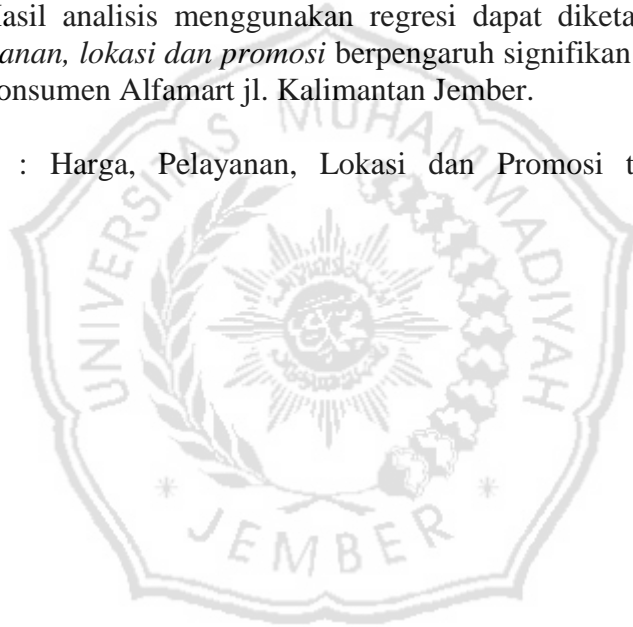 Hasil analisis menggunakan regresi dapat diketa
anan, lokasi dan promosi berpengaruh signifikan
onsumen Alfamart jl. Kalimantan Jember.
: Harga, Pelayanan, Lokasi dan Promosi t
UNIVERSITAS MUHAMMADIYAH
JEMBER